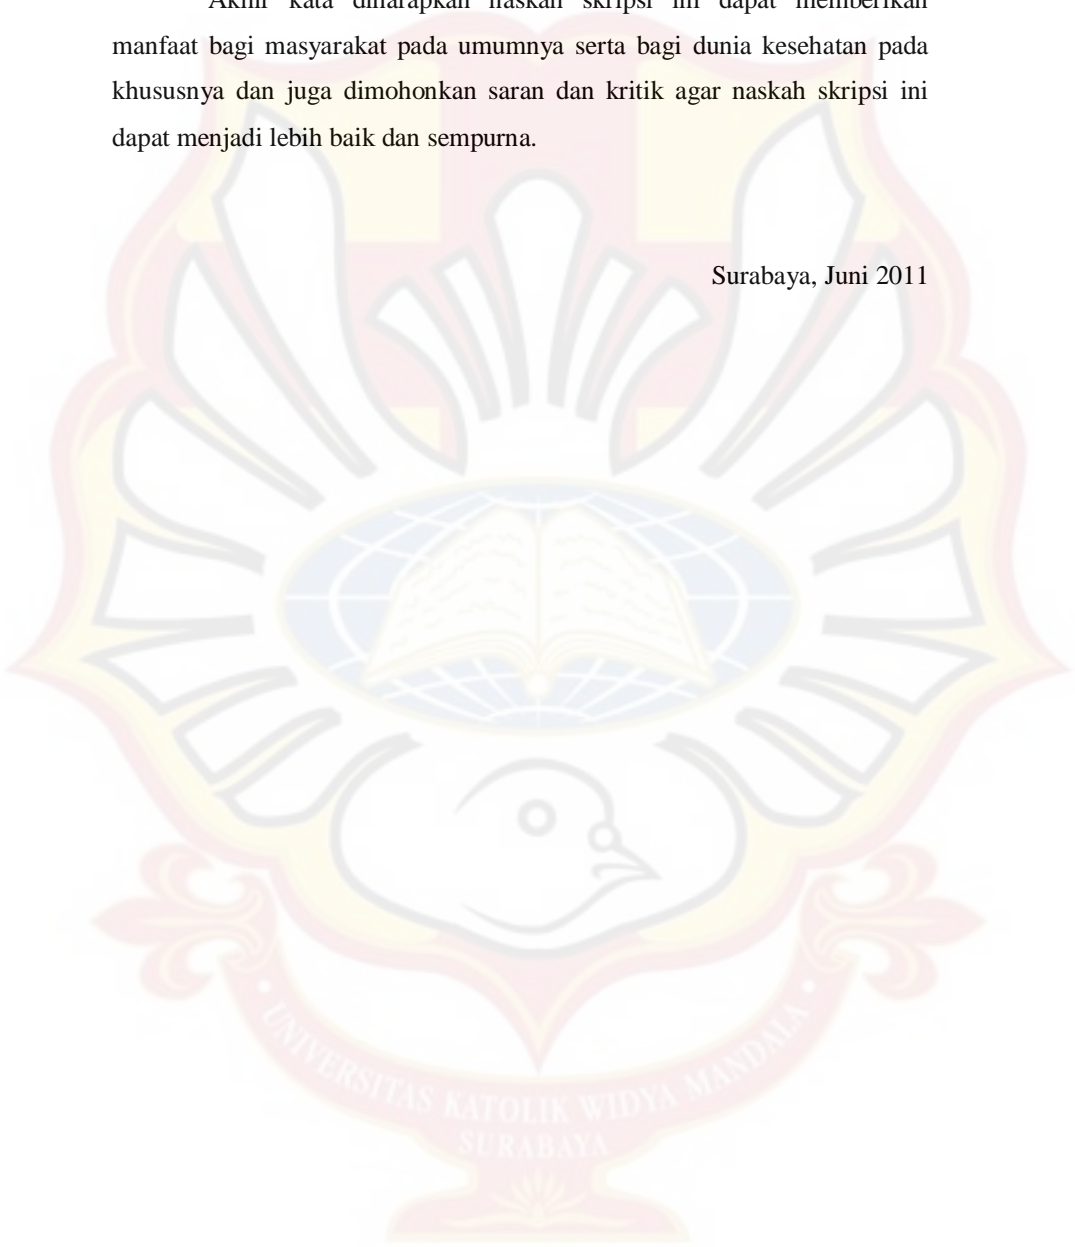 Akhir kata diharapkan naskah skripsi ini dapat memberikan
manfaat bagi masyarakat pada umumnya serta bagi dunia kesehatan pada
khususnya dan juga dimohonkan saran dan kritik agar naskah skripsi ini
dapat menjadi lebih baik dan sempurna.
Surabaya, Juni 2011
UNIVERSITAS KATOLIK WIDYA MANDALA
SURABAYA